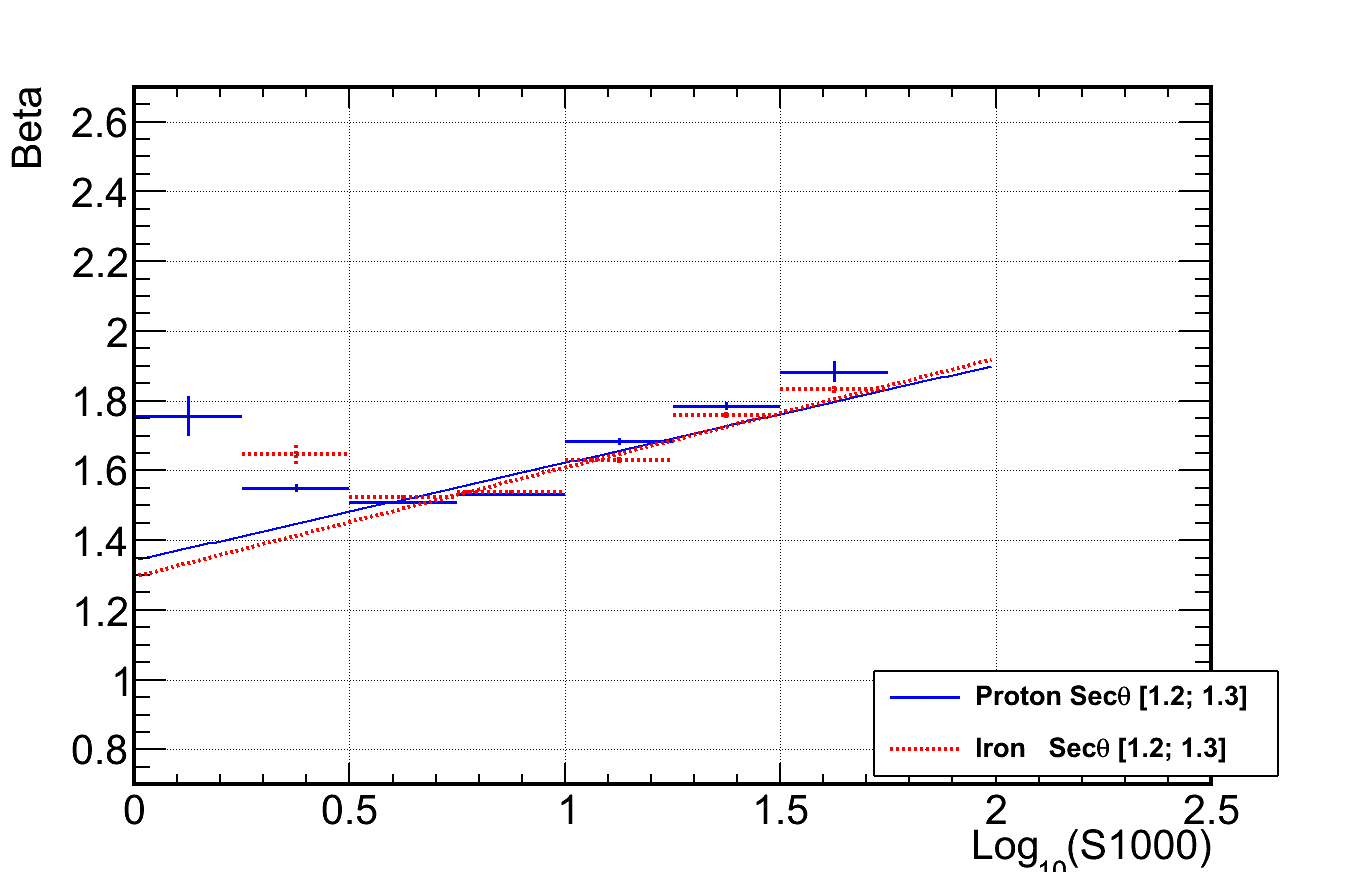 Beta
2.6
2.4
2.2
2
1.8
1.6
1.4
1.2
1
0.8
Proton Secθ [1.2; 1.3]
Iron Secθ [1.2; 1.3]
0 0.5 1 1.5 2 2.5
Log10(S1000)